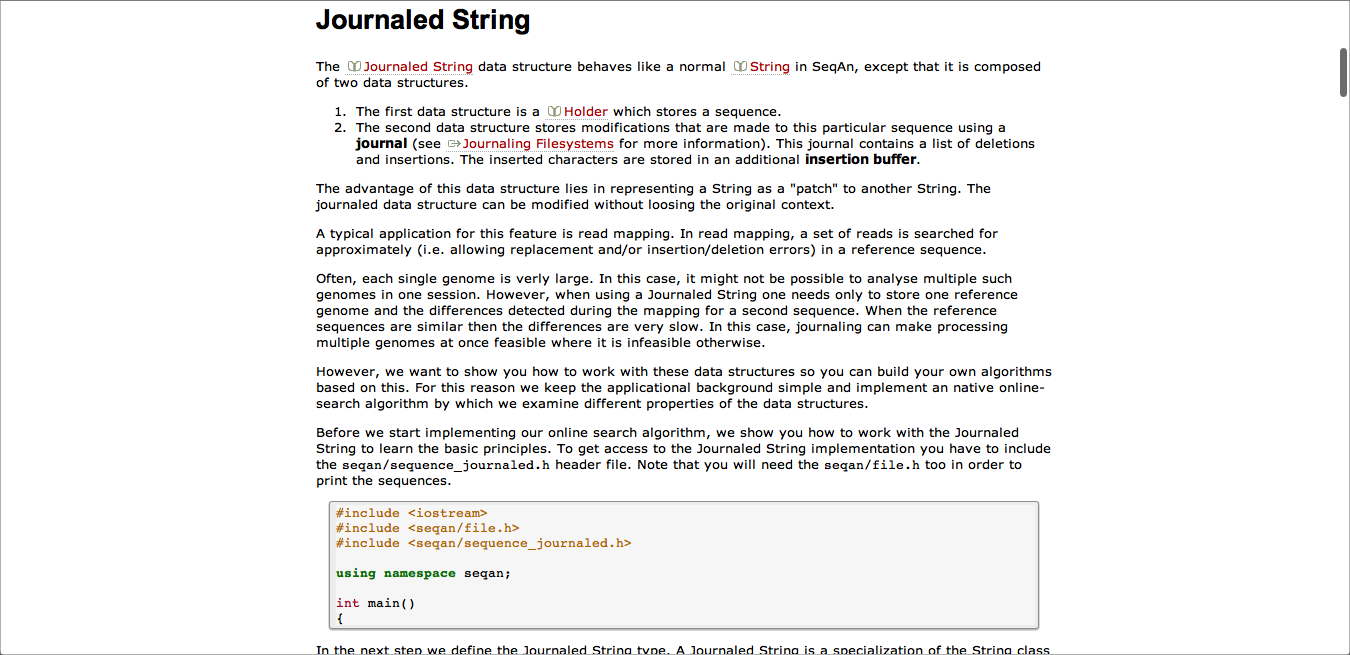 Journaled String
The Journaled String data structure behaves like a normal String in SeqAn, except that it is composed
of two data structures.
1. The first data structure is a Holder which stores a sequence.
2. The second data structure stores modifications that are made to this particular sequence using a
journal (see Journaling Filesystems for more information). This journal contains a list of deletions
and insertions. The inserted characters are stored in an additional insertion buffer.
The advantage of this data structure lies in representing a String as a "patch" to another String. The
journaled data structure can be modified without loosing the original context.
A typical application for this feature is read mapping. In read mapping, a set of reads is searched for
approximately (i.e. allowing replacement and/or insertion/deletion errors) in a reference sequence.
Often, each single genome is verly large. In this case, it might not be possible to analyse multiple such
genomes in one session. However, when using a Journaled String one needs only to store one reference
genome and the differences detected during the mapping for a second sequence. When the reference
sequences are similar then the differences are very slow. In this case, journaling can make processing
multiple genomes at once feasible where it is infeasible otherwise.
However, we want to show you how to work with these data structures so you can build your own algorithms
based on this. For this reason we keep the applicational background simple and implement an native online-
search algorithm by which we examine different properties of the data structures.
Before we start implementing our online search algorithm, we show you how to work with the Journaled
String to learn the basic principles. To get access to the Journaled String implementation you have to include
the seqan/sequence_journaled.h header file. Note that you will need the seqan/file.h too in order to
print the sequences.
#include <iostream>
#include <seqan/file.h>
#include <seqan/sequence_journaled.h>
using namespace seqan;
int main()
{
In the next step we define the Journaled String type. A Journaled String is a specialization of the String class